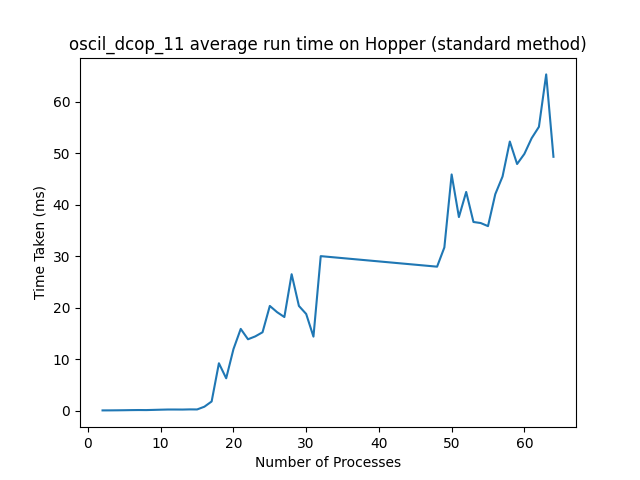 oscil_dcop_11 average run time on Hopper (standard method)
Time Taken (ms)
60
50
40
30
20
10
0
0 10 20 30 40 50 60
Number of Processes